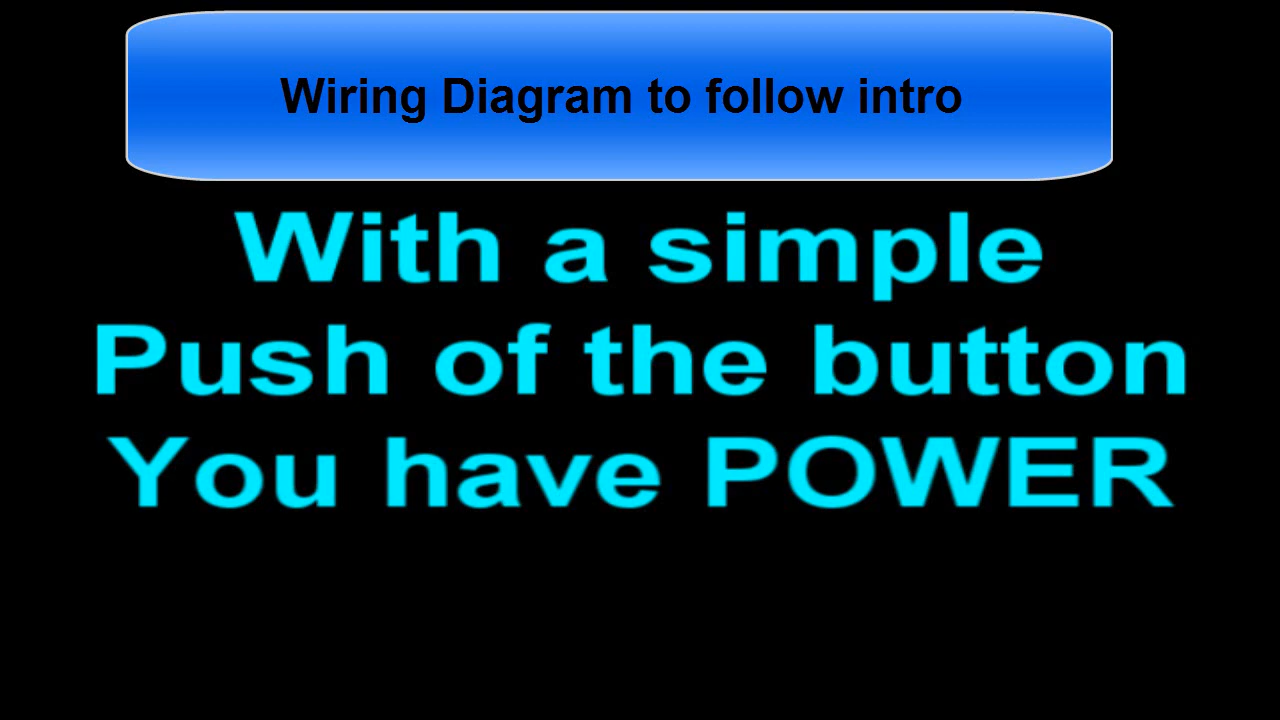 Wiring Diagram to follow intro
With a simple
Push of the button
You have POWER